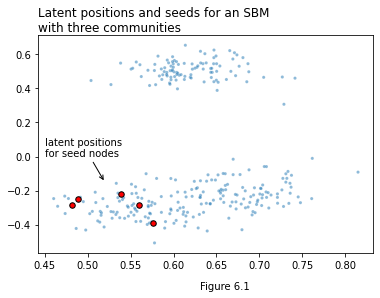 Latent positions and seeds for an SBM
with three communities
0.6
0.4
0.2
0.0
−0.2
−0.4
latent positions
for seed nodes
0.45 0.50 0.55 0.60 0.65 0.70 0.75 0.80
Figure 6.1